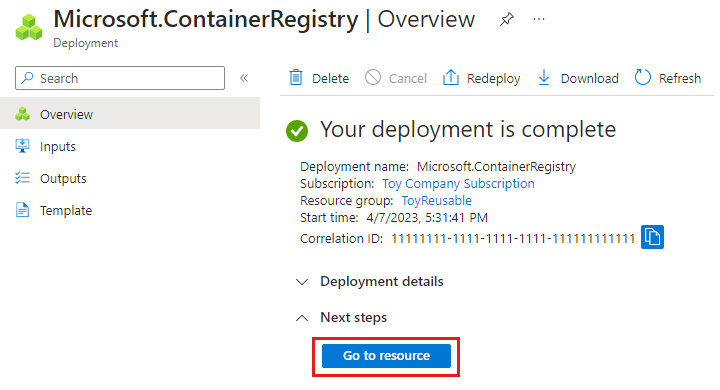 Microsoft.ContainerRegistry | Overview
Deployment
Search
Delete Cancel Redeploy Download Refresh
Overview
Inputs
Outputs
Template
Your deployment is complete
Deployment name: Microsoft.ContainerRegistry
Subscription: Toy Company Subscription
Resource group: ToyReusable
Start time: 4/7/2023, 5:31:41 PM
Correlation ID: 11111111-1111-1111-1111-111111111111
Deployment details
Next steps
Go to resource